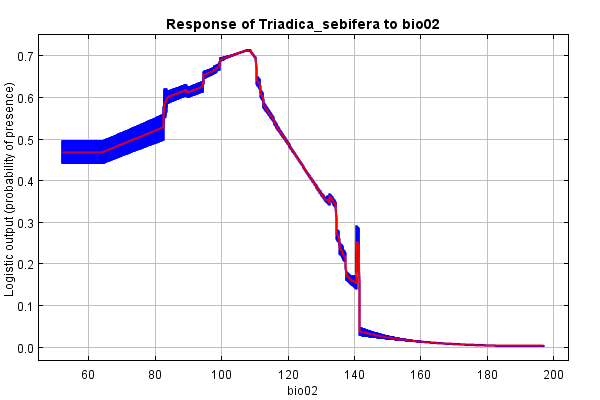 Response of Triadica_sebifera to bio02
Logistic output (probability of presence)
0.7
0.6
0.5
0.4
0.3
0.2
0.1
0.0
60 80 100 120 140 160 180 200
bio02